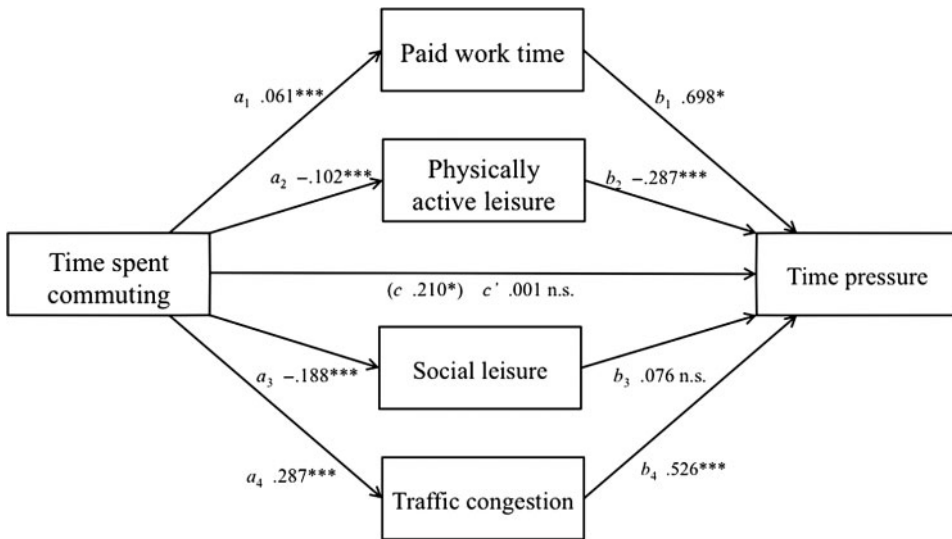 Paid work time
a₁ .061***
b₁ .698*
Physically
active leisure
a₂ –.102***
b₂ –.287***
Time spent
commuting
(c .210*) c' .001 n.s.
Time pressure
Social leisure
a₃ –.188***
b₃ .076 n.s.
Traffic congestion
a₄ .287***
b₄ .526***